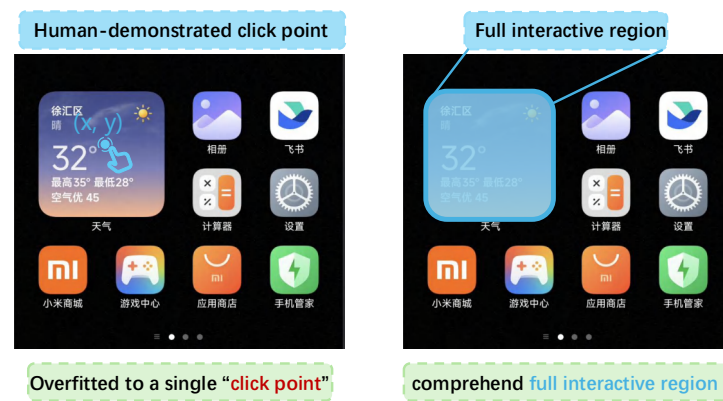 Human-demonstrated click point
徐汇区
晴
(x, y)
32°
最高35° 最低28°
空气优 45
天气
相册
飞书
计算器
设置
小米商城
游戏中心
应用商店
手机管家
Overfitted to a single “click point”
Full interactive region
徐汇区
晴
32°
最高35° 最低28°
空气优 45
天气
相册
飞书
计算器
设置
小米商城
游戏中心
应用商店
手机管家
comprehend full interactive region